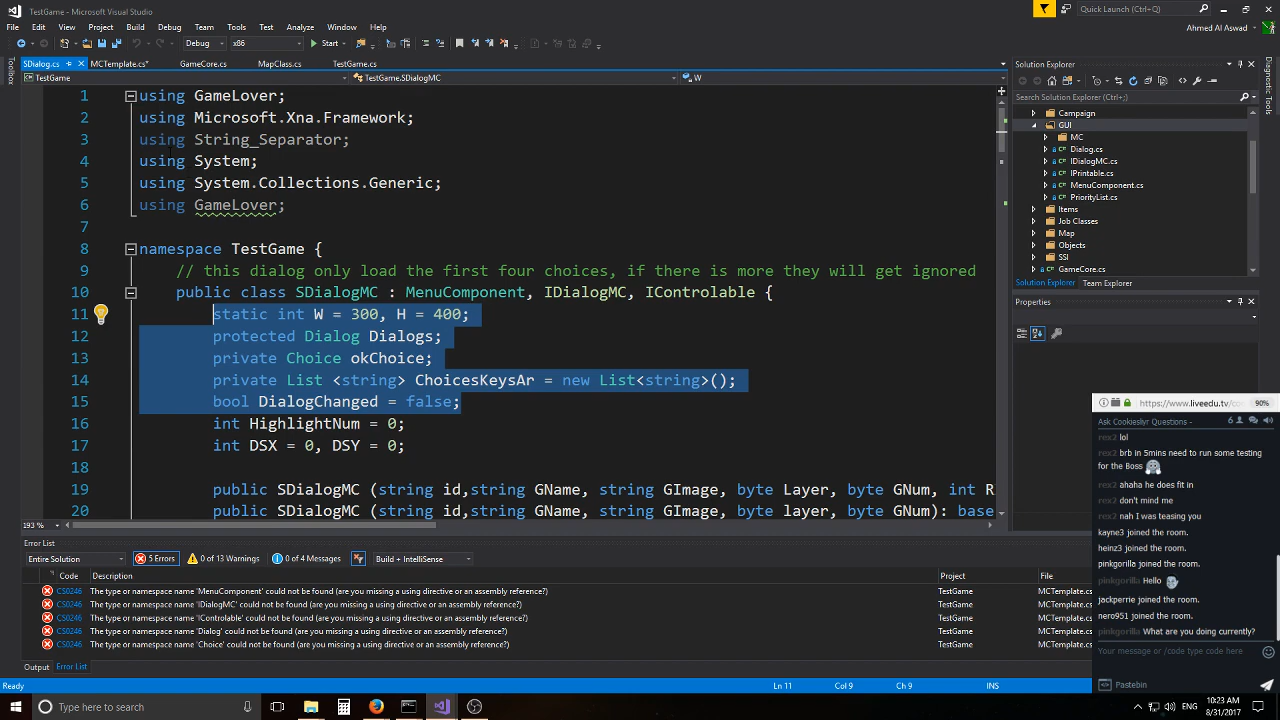 TestGame - Microsoft Visual Studio
Quick Launch (Ctrl+Q)
File Edit View Project Build Debug Team Tools Test Analyze Window Help
Ahmed Al Aswad
Debug x86 Start
SDialog.cs MCTemplate.cs* GameCore.cs MapClass.cs TestGame.cs
TestGame TestGame.SDialogMC W
Toolbox
1 using GameLover;
2 using Microsoft.Xna.Framework;
3 using String_Separator;
4 using System;
5 using System.Collections.Generic;
6 using GameLover;
7
8 namespace TestGame {
9 // this dialog only load the first four choices, if there is more they will get ignored
10 public class SDialogMC : MenuComponent, IDialogMC, IControlable {
11 static int W = 300, H = 400;
12 protected Dialog Dialogs;
13 private Choice okChoice;
14 private List <string> ChoicesKeysAr = new List<string>();
15 bool DialogChanged = false;
16 int HighlightNum = 0;
17 int DSX = 0, DSY = 0;
18
19 public SDialogMC (string id,string GName, string GImage, byte Layer, byte GNum, int R
20 public SDialogMC (string id,string GName, string GImage, byte layer, byte GNum): base
193 %
Solution Explorer
Search Solution Explorer (Ctrl+;)
Campaign
GUI
MC
Dialog.cs
IDialogMC.cs
IPrintable.cs
MenuComponent.cs
PriorityList.cs
Items
Job Classes
Map
Objects
SSI
GameCore.cs
Solution Explorer Team Explorer
Properties
Diagnostic Tools
Error List
Entire Solution 5 Errors 0 of 13 Warnings 0 of 4 Messages Build + IntelliSense
Code Description Project File
CS0246 The type or namespace name 'MenuComponent' could not be found (are you missing a using directive or an assembly reference?) TestGame MCTemplate.cs
CS0246 The type or namespace name 'IDialogMC' could not be found (are you missing a using directive or an assembly reference?) TestGame MCTemplate.cs
CS0246 The type or namespace name 'IControlable' could not be found (are you missing a using directive or an assembly reference?) TestGame MCTemplate.cs
CS0246 The type or namespace name 'Dialog' could not be found (are you missing a using directive or an assembly reference?) TestGame MCTemplate.cs
CS0246 The type or namespace name 'Choice' could not be found (are you missing a using directive or an assembly reference?) TestGame MCTemplate.cs
Output Error List
Ready Ln 11 Col 9 Ch 9 INS
https://www.liveedu.tv/co 90%
Ask Cookiesliyr Questions - 6
rex2 lol
rex2 brb in 5mins need to run some testing
for the Boss
rex2 ahaha he does fit in
rex2 don't mind me
rex2 nah I was teasing you
kayne3 joined the room.
heinz3 joined the room.
pinkgorilla joined the room.
pinkgorilla Hello
jackperrie joined the room.
nero951 joined the room.
pinkgorilla What are you doing currently?
Your message or /code type code here
Pastebin
Type here to search
ENG
10:23 AM
8/31/2017